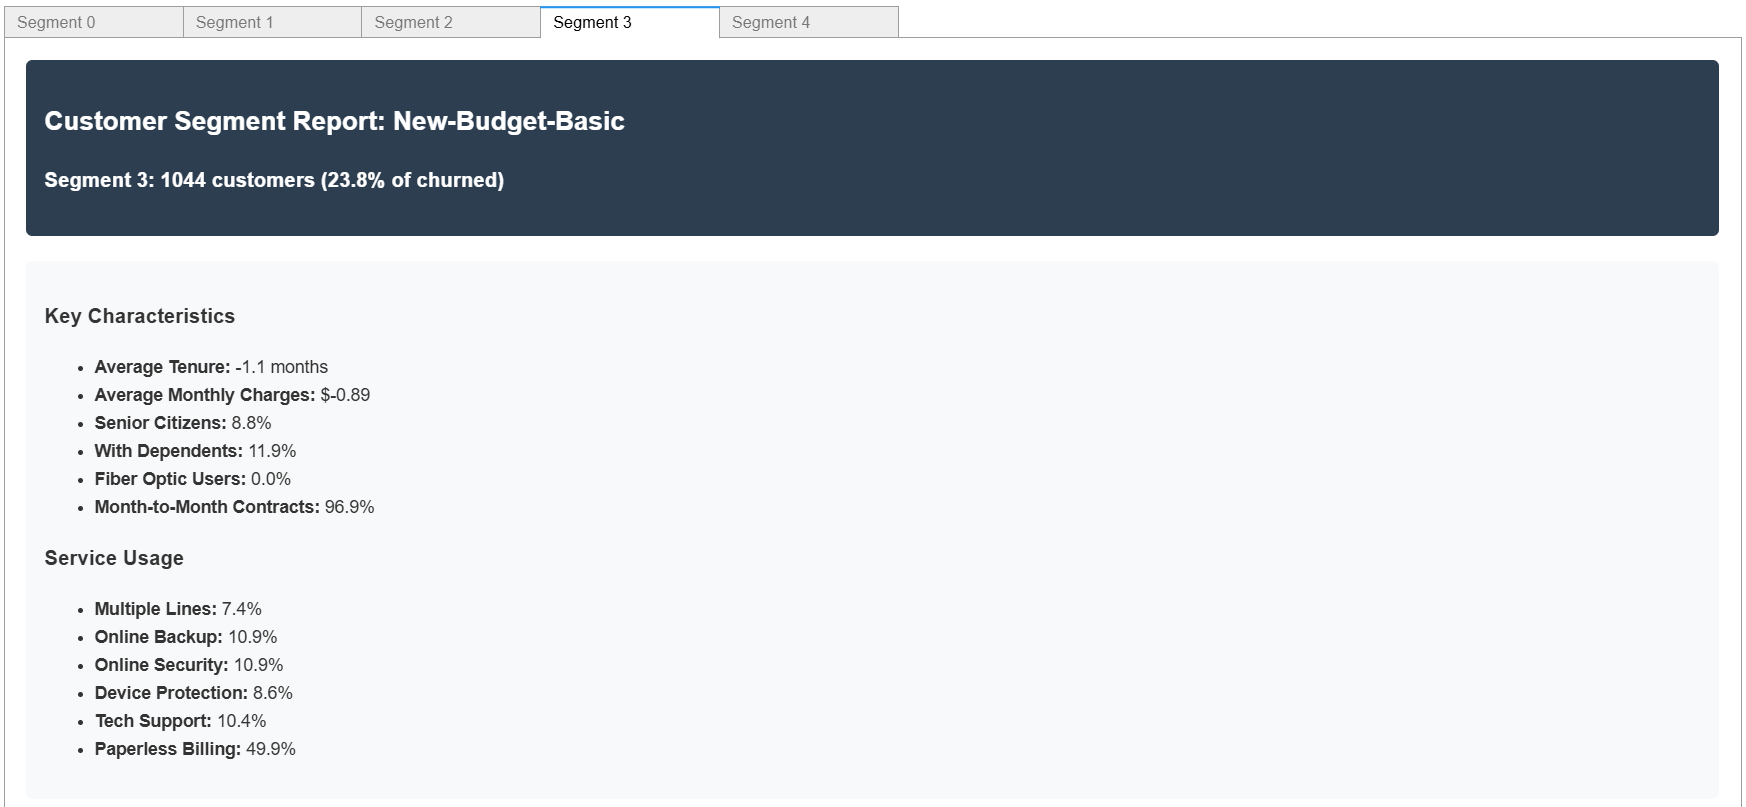 Segment 0
Segment 1
Segment 2
Segment 3
Segment 4
Customer Segment Report: New-Budget-Basic
Segment 3: 1044 customers (23.8% of churned)
Key Characteristics
• Average Tenure: -1.1 months
• Average Monthly Charges: $-0.89
• Senior Citizens: 8.8%
• With Dependents: 11.9%
• Fiber Optic Users: 0.0%
• Month-to-Month Contracts: 96.9%
Service Usage
• Multiple Lines: 7.4%
• Online Backup: 10.9%
• Online Security: 10.9%
• Device Protection: 8.6%
• Tech Support: 10.4%
• Paperless Billing: 49.9%